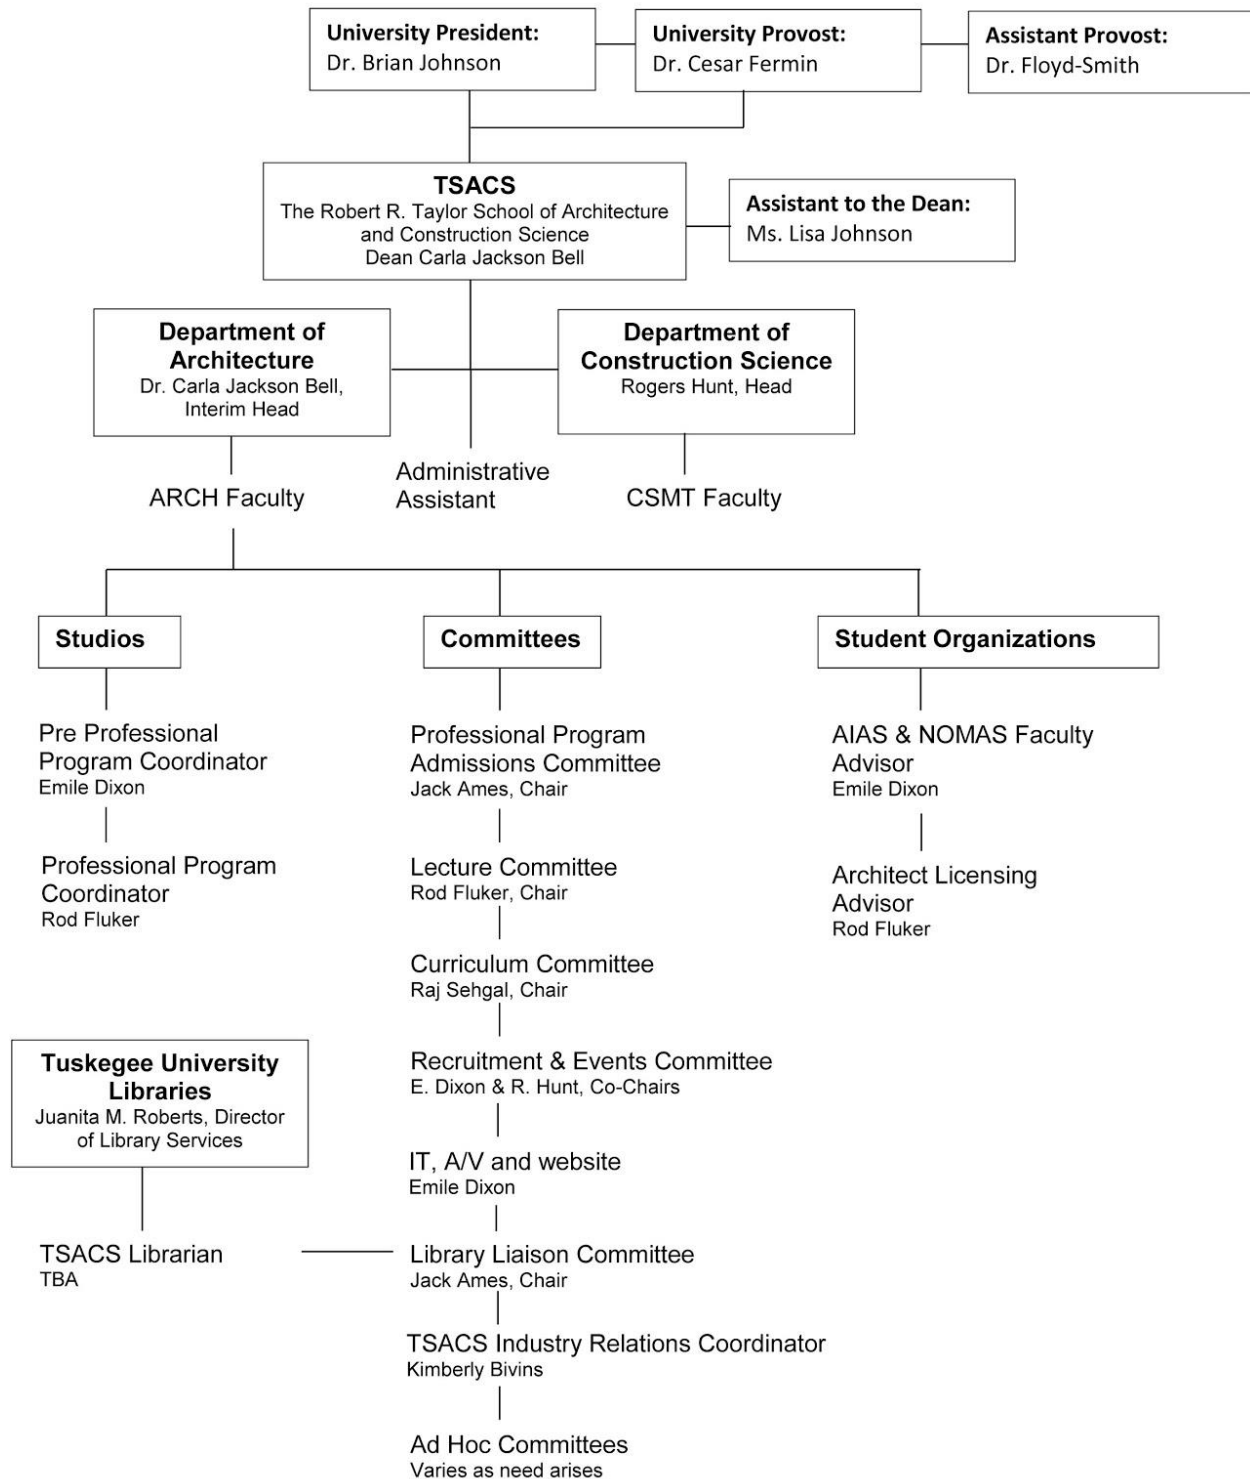 University President:
Dr. Brian Johnson
University Provost:
Dr. Cesar Fermin
Assistant Provost:
Dr. Floyd-Smith
TSACS
The Robert R. Taylor School of Architecture
and Construction Science
Dean Carla Jackson Bell
Assistant to the Dean:
Ms. Lisa Johnson
Department of
Architecture
Dr. Carla Jackson Bell,
Interim Head
Department of
Construction Science
Rogers Hunt, Head
ARCH Faculty
Administrative
Assistant
CSMT Faculty
Studios
Pre Professional
Program Coordinator
Emile Dixon
Professional Program
Coordinator
Rod Fluker
Committees
Professional Program
Admissions Committee
Jack Ames, Chair
Lecture Committee
Rod Fluker, Chair
Curriculum Committee
Raj Sehgal, Chair
Recruitment & Events Committee
E. Dixon & R. Hunt, Co-Chairs
IT, A/V and website
Emile Dixon
Library Liaison Committee
Jack Ames, Chair
TSACS Industry Relations Coordinator
Kimberly Bivins
Ad Hoc Committees
Varies as need arises
Student Organizations
AIAS & NOMAS Faculty
Advisor
Emile Dixon
Architect Licensing
Advisor
Rod Fluker
Tuskegee University
Libraries
Juanita M. Roberts, Director
of Library Services
TSACS Librarian
TBA